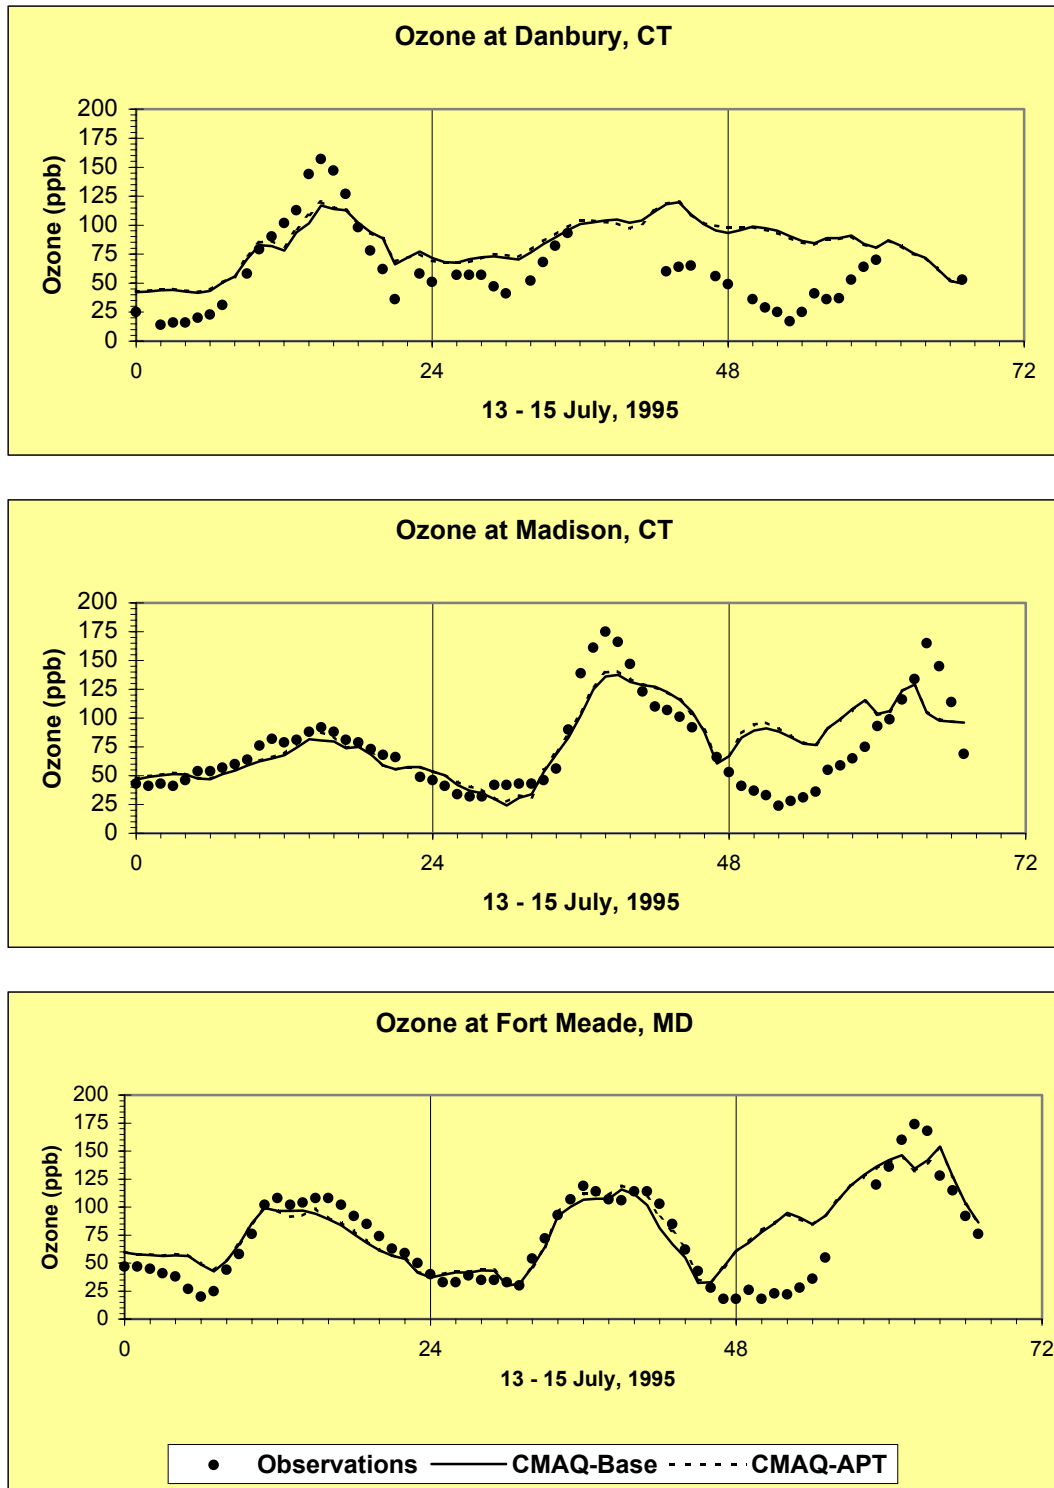 Ozone at Danbury, CT
200
175
150
125
100
75
50
25
0
Ozone (ppb)
0 24 48 72
13 - 15 July, 1995
Ozone at Madison, CT
200
175
150
125
100
75
50
25
0
Ozone (ppb)
0 24 48 72
13 - 15 July, 1995
Ozone at Fort Meade, MD
200
175
150
125
100
75
50
25
0
Ozone (ppb)
0 24 48 72
13 - 15 July, 1995
Observations CMAQ-Base CMAQ-APT